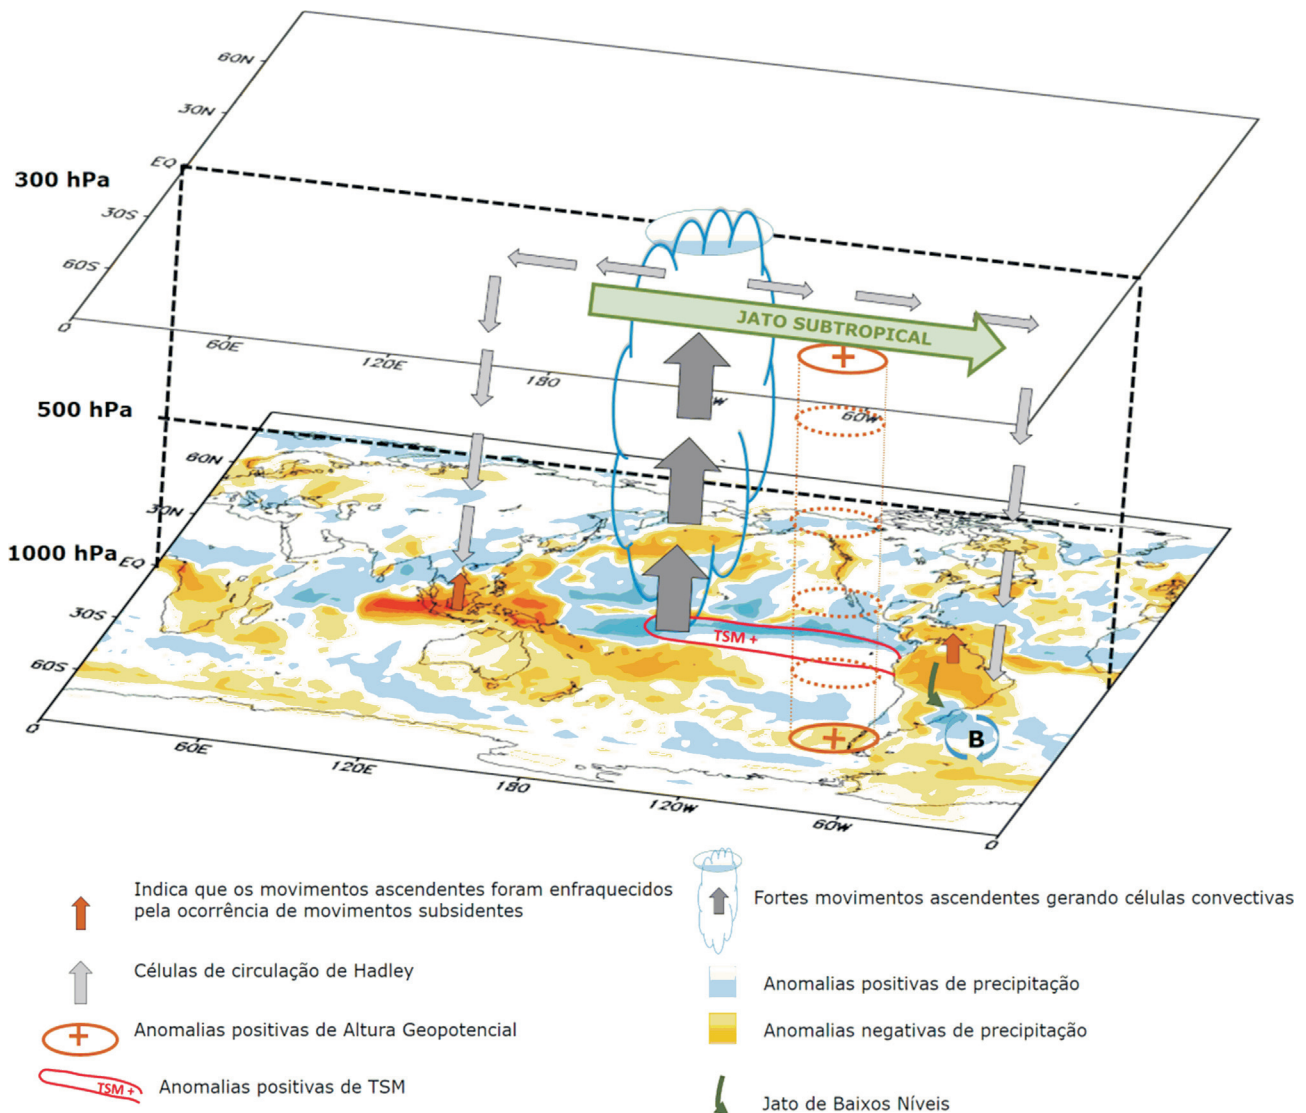 60N
30N
EQ
300 hPa
30S
60S
0
60E
120E
180
60W
JATO SUBTROPICAL
500 hPa
60N
30N
1000 hPa
EQ
30S
60S
0
60E
120E
180
120W
60W
0
TSM +
B
Indica que os movimentos ascendentes foram enfraquecidos
pela ocorrência de movimentos subsidentes
Células de circulação de Hadley
Anomalias positivas de Altura Geopotencial
TSM +
Anomalias positivas de TSM
Fortes movimentos ascendentes gerando células convectivas
Anomalias positivas de precipitação
Anomalias negativas de precipitação
Jato de Baixos Níveis